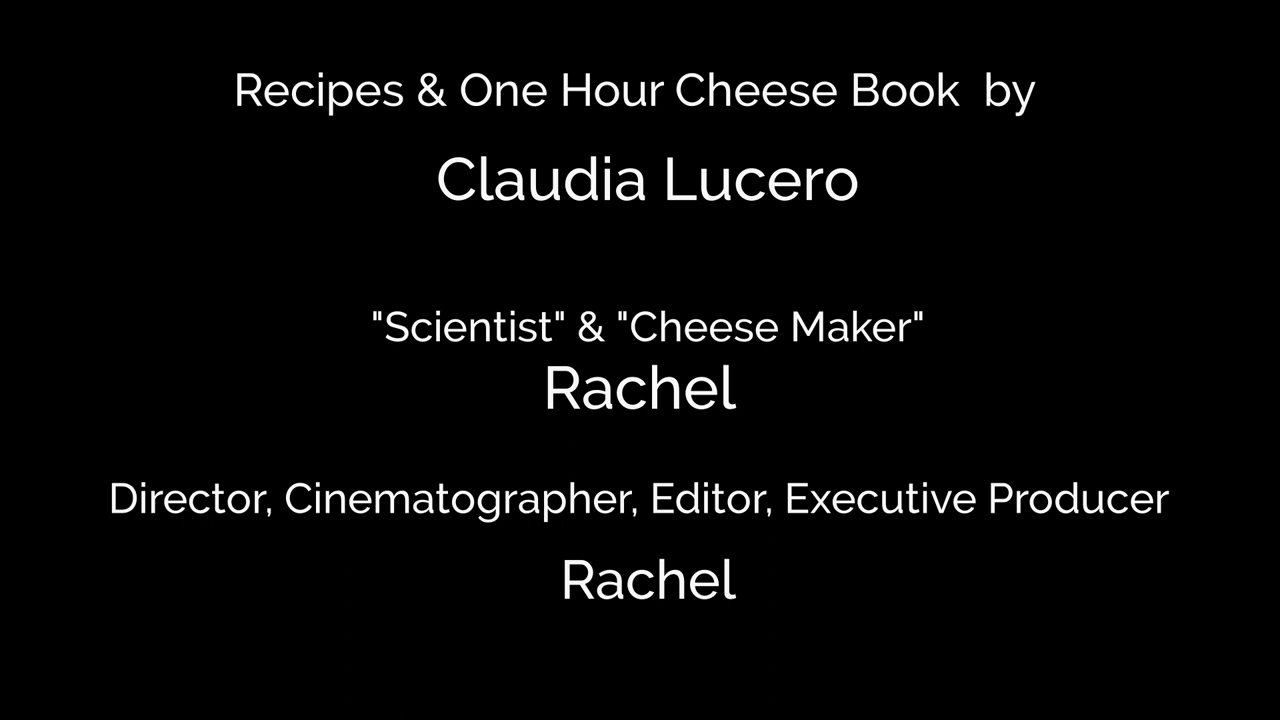 Recipes & One Hour Cheese Book  by
Claudia Lucero
"Scientist" & "Cheese Maker"
Rachel
Director, Cinematographer, Editor, Executive Producer
Rachel